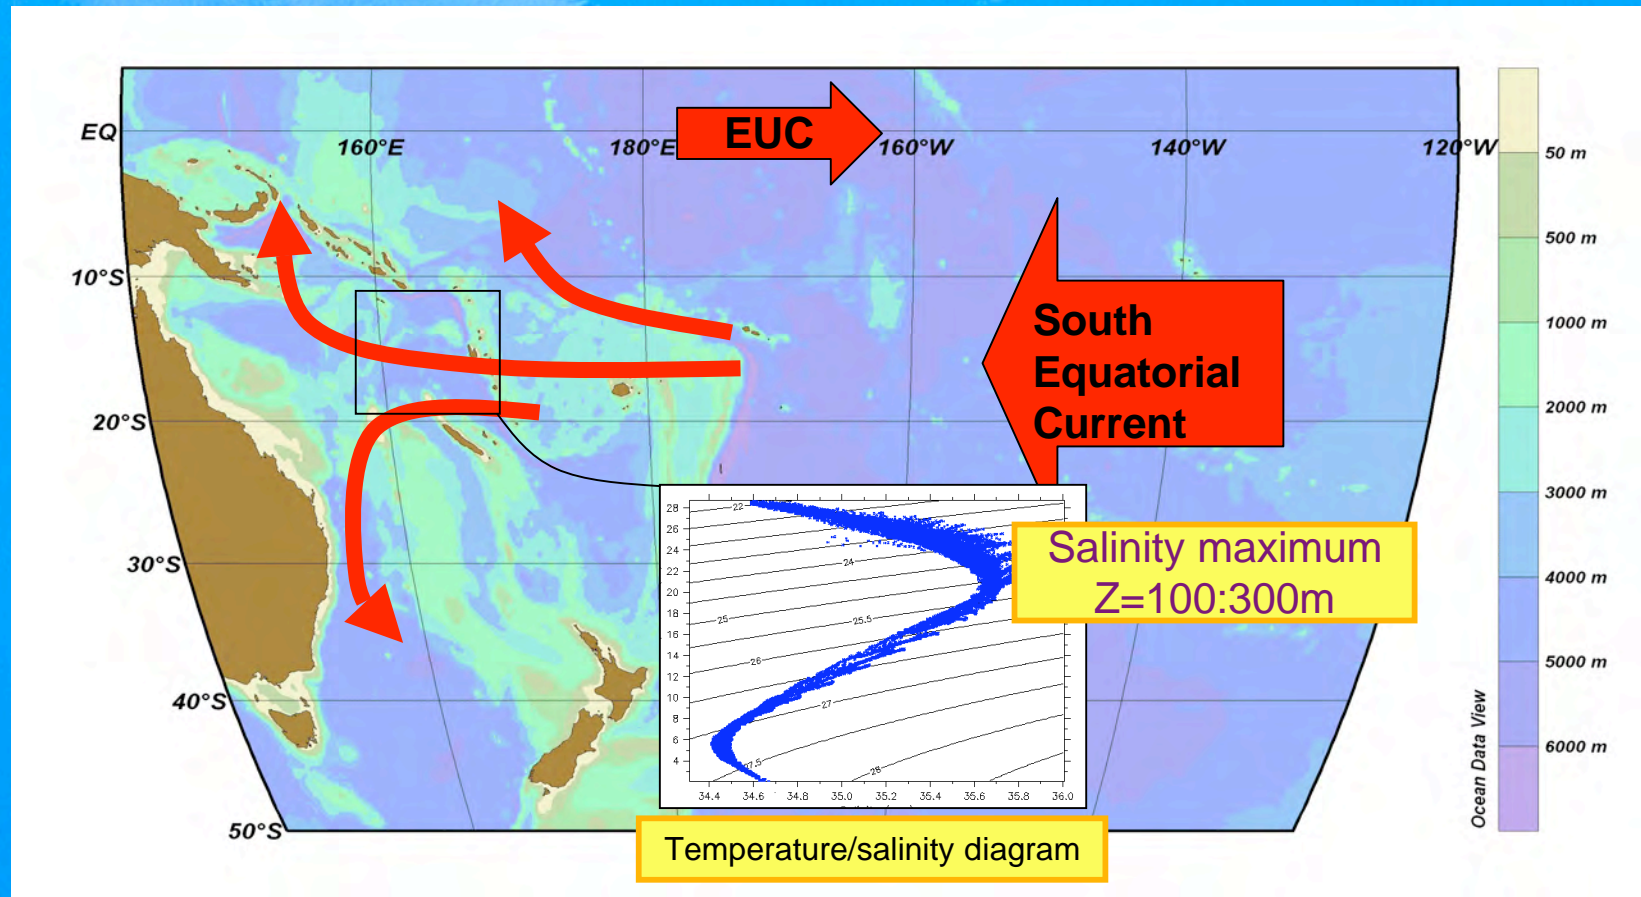 EQ
160°E
180°E
EUC
160°W
140°W
120°W
10°S
20°S
30°S
40°S
50°S
South
Equatorial
Current
Salinity maximum
Z=100:300m
28
26
24
22
20
18
16
14
12
10
8
6
4
22
24
25
25.5
26
27
27.5
28
34.4 34.6 34.8 35.0 35.2 35.4 35.6 35.8 36.0
Temperature/salinity diagram
50 m
500 m
1000 m
2000 m
3000 m
4000 m
5000 m
6000 m
Ocean Data View